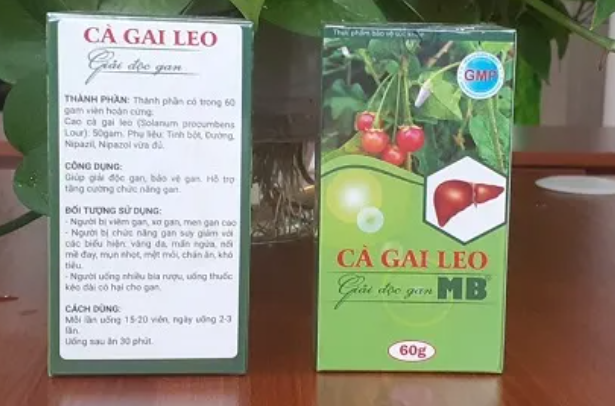 CÀ GAI LEO
Giải độc gan
THÀNH PHẦN: Thành phần có trong 60
gam viên hoàn cứng:
Cao cà gai leo (Solanum procumbens
Lour): 50gam. Phụ liệu: Tinh bột, Đường,
Nipazil, Nipazol vừa đủ.
CÔNG DỤNG:
Giúp giải độc gan, bảo vệ gan. Hỗ trợ
tăng cường chức năng gan.
ĐỐI TƯỢNG SỬ DỤNG:
- Người bị viêm gan, xơ gan, men gan cao
- Người bị chức năng gan suy giảm với
các biểu hiện: vàng da, mẩn ngứa, nổi
mề đay, mụn nhọt, mệt mỏi, chán ăn, khó
tiêu.
- Người uống nhiều bia rượu, uống thuốc
kéo dài có hại cho gan.
CÁCH DÙNG:
Mỗi lần uống 15-20 viên, ngày uống 2-3
lần.
Uống sau ăn 30 phút.
Thực phẩm bảo vệ sức khỏe
GMP
CÀ GAI LEO
Giải độc gan MB®
60g